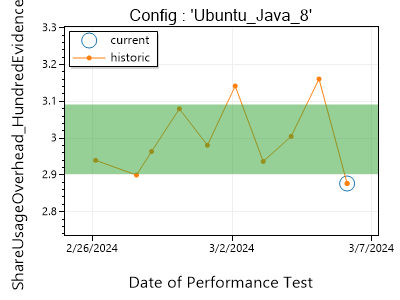 Config : 'Ubuntu_Java_8'
ShareUsageOverhead_HundredEvidence
3.3
3.2
3.1
3
2.9
2.8
current
historic
2/26/2024
3/2/2024
3/7/2024
Date of Performance Test